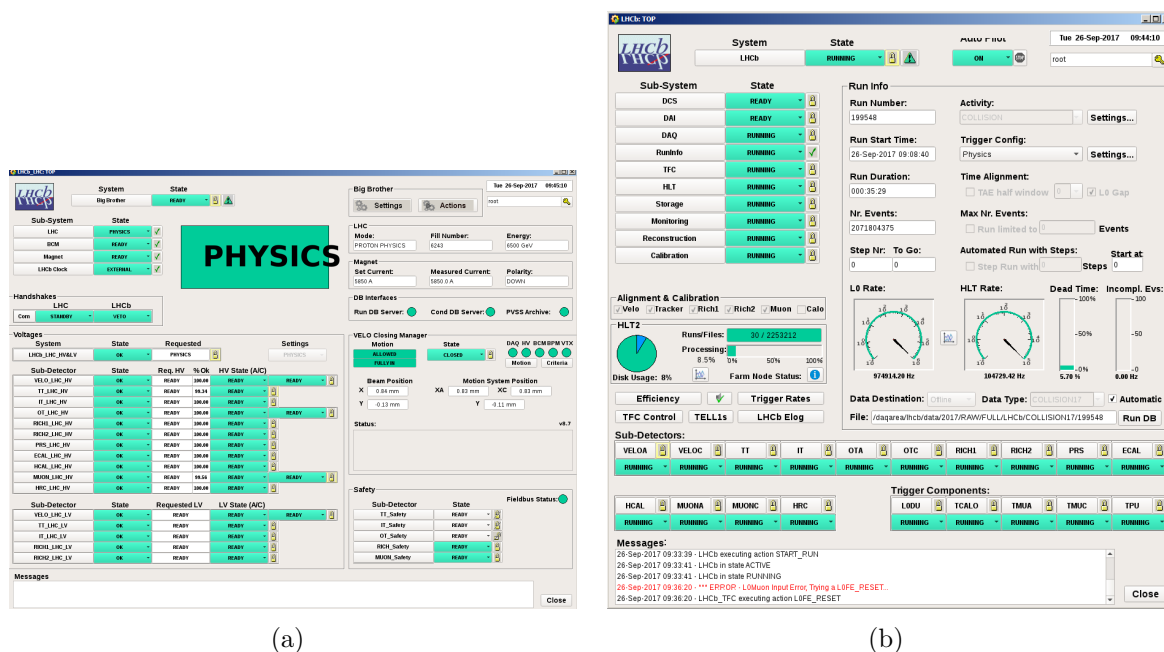 LHCb_LHC: TOP
LHCb
System State
Big Brother READY
Sub-System State
LHC PHYSICS
BCM READY
Magnet READY
LHCb Clock EXTERNAL
PHYSICS
Big Brother
Settings Actions
Tue 26-Sep-2017 09:45:10
root
LHC
Mode: Fill Number: Energy:
PROTON PHYSICS 6243 6500 GeV
Magnet
Set Current: Measured Current: Polarity:
5850 A 5850.0 A DOWN
Handshakes
LHC LHCb
Com STANDBY VETO
DB Interfaces
Run DB Server: Cond DB Server: PVSS Archive:
Voltages
System State Requested Settings
LHCb_LHC_HV&LV OK PHYSICS PHYSICS
Sub-Detector State Req. HV %Ok HV State (A/C)
VELO_LHC_HV OK READY 100.00 READY READY
TT_LHC_HV OK READY 99.34 READY
IT_LHC_HV OK READY 100.00 READY
OT_LHC_HV OK READY 100.00 READY READY
RICH1_LHC_HV OK READY 100.00 READY
RICH2_LHC_HV OK READY 100.00 READY
PRS_LHC_HV OK READY 100.00 READY
ECAL_LHC_HV OK READY 100.00 READY
HCAL_LHC_HV OK READY 100.00 READY
MUON_LHC_HV OK READY 99.56 READY READY
HRC_LHC_HV OK READY 100.00 READY
Sub-Detector State Requested LV LV State (A/C)
VELO_LHC_LV OK READY READY READY
TT_LHC_LV OK READY READY
IT_LHC_LV OK READY READY
RICH1_LHC_LV OK READY READY
RICH2_LHC_LV OK READY READY
VELO Closing Manager
Motion State DAQ HV BCM BPM VTX
ALLOWED CLOSED
FULLY IN Motion Criteria
Beam Position Motion System Position
X 0.84 mm XA 0.83 mm XC 0.83 mm
Y -0.13 mm Y -0.11 mm
Status: v8.7
Safety
Fieldbus Status:
Sub-Detector State
TT_Safety READY
IT_Safety READY
OT_Safety READY
RICH_Safety READY
MUON_Safety READY
Messages
Close
(a)
LHCb: TOP
LHCb
System State Auto Pilot
LHCb RUNNING ON
Tue 26-Sep-2017 09:44:10
root
Sub-System State
DCS READY
DAI READY
DAQ RUNNING
RunInfo RUNNING
TFC RUNNING
HLT RUNNING
Storage RUNNING
Monitoring RUNNING
Reconstruction RUNNING
Calibration RUNNING
Run Info
Run Number: Activity:
199548 COLLISION Settings...
Run Start Time: Trigger Config:
26-Sep-2017 09:08:40 Physics Settings...
Run Duration: Time Alignment:
000:35:29 TAE half window 0 L0 Gap
Nr. Events: Max Nr. Events:
2071804375 Run limited to 0 Events
Step Nr: To Go: Automated Run with Steps: Start at
0 0 Step Run with 0 Steps 0
L0 Rate: HLT Rate: Dead Time: Incompl. Evs:
974914.20 Hz 104729.42 Hz
100%
50%
0%
5.70 %
100
50
0
0.00 Hz
Alignment & Calibration
Velo Tracker Rich1 Rich2 Muon Calo
HLT2
Runs/Files: 30 / 2253212
Processing:
8.5% 0% 50% 100%
Disk Usage: 8% Farm Node Status:
Efficiency Trigger Rates
TFC Control TELL1s LHCb Elog
Data Destination: Offline Data Type: COLLISION17 Automatic
File: /daqarea/lhcb/data/2017/RAW/FULL/LHCb/COLLISION17/199548 Run DB
Sub-Detectors:
VELOA VELOC TT IT OTA OTC RICH1 RICH2 PRS ECAL
RUNNING RUNNING RUNNING RUNNING RUNNING RUNNING RUNNING RUNNING RUNNING RUNNING
Trigger Components:
HCAL MUONA MUONC HRC L0DU TCALO TMUA TMUC TPU
RUNNING RUNNING RUNNING RUNNING RUNNING RUNNING RUNNING RUNNING RUNNING
Messages:
26-Sep-2017 09:33:39 - LHCb executing action START_RUN
26-Sep-2017 09:33:41 - LHCb in state ACTIVE
26-Sep-2017 09:33:41 - LHCb in state RUNNING
26-Sep-2017 09:36:20 - *** ERROR - L0Muon Input Error, Trying a L0FE_RESET...
26-Sep-2017 09:36:20 - LHCb_TFC executing action L0FE_RESET
Close
(b)